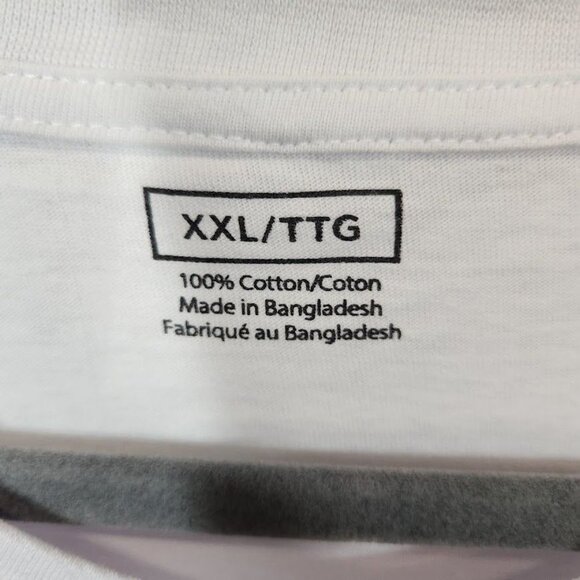 XXL/TTG
100% Cotton/Coton
Made in Bangladesh
Fabriqué au Bangladesh